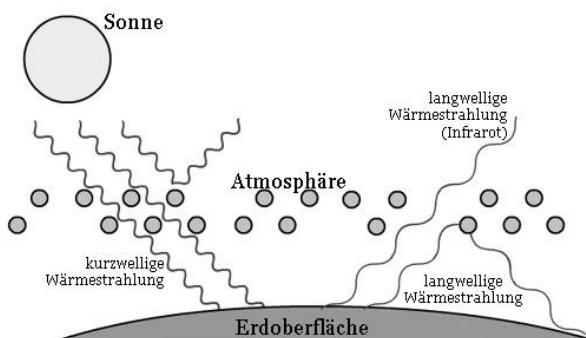 Sonne
langwellige
Wärmestrahlung
(Infrarot)
Atmosphäre
kurzwellige
Wärmestrahlung
langwellige
Wärmestrahlung
Erdoberfläche